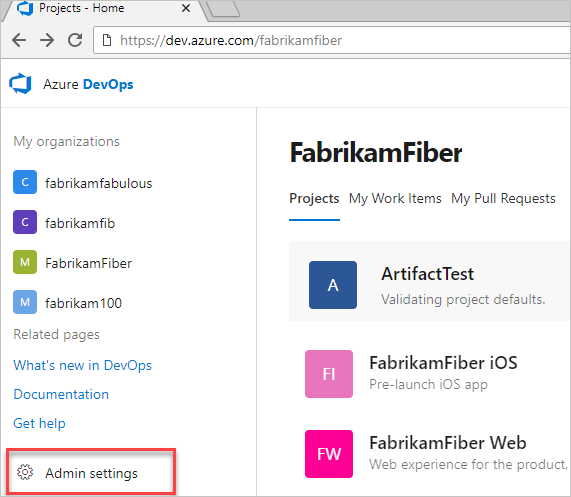 Projects - Home
https://dev.azure.com/fabrikamfiber
Azure DevOps
My organizations
C fabrikamfabulous
C fabrikamfib
M FabrikamFiber
M fabrikam100
Related pages
What's new in DevOps
Documentation
Get help
Admin settings
FabrikamFiber
Projects My Work Items My Pull Requests
A
ArtifactTest
Validating project defaults.
FI
FabrikamFiber iOS
Pre-launch iOS app
FW
FabrikamFiber Web
Web experience for the product,